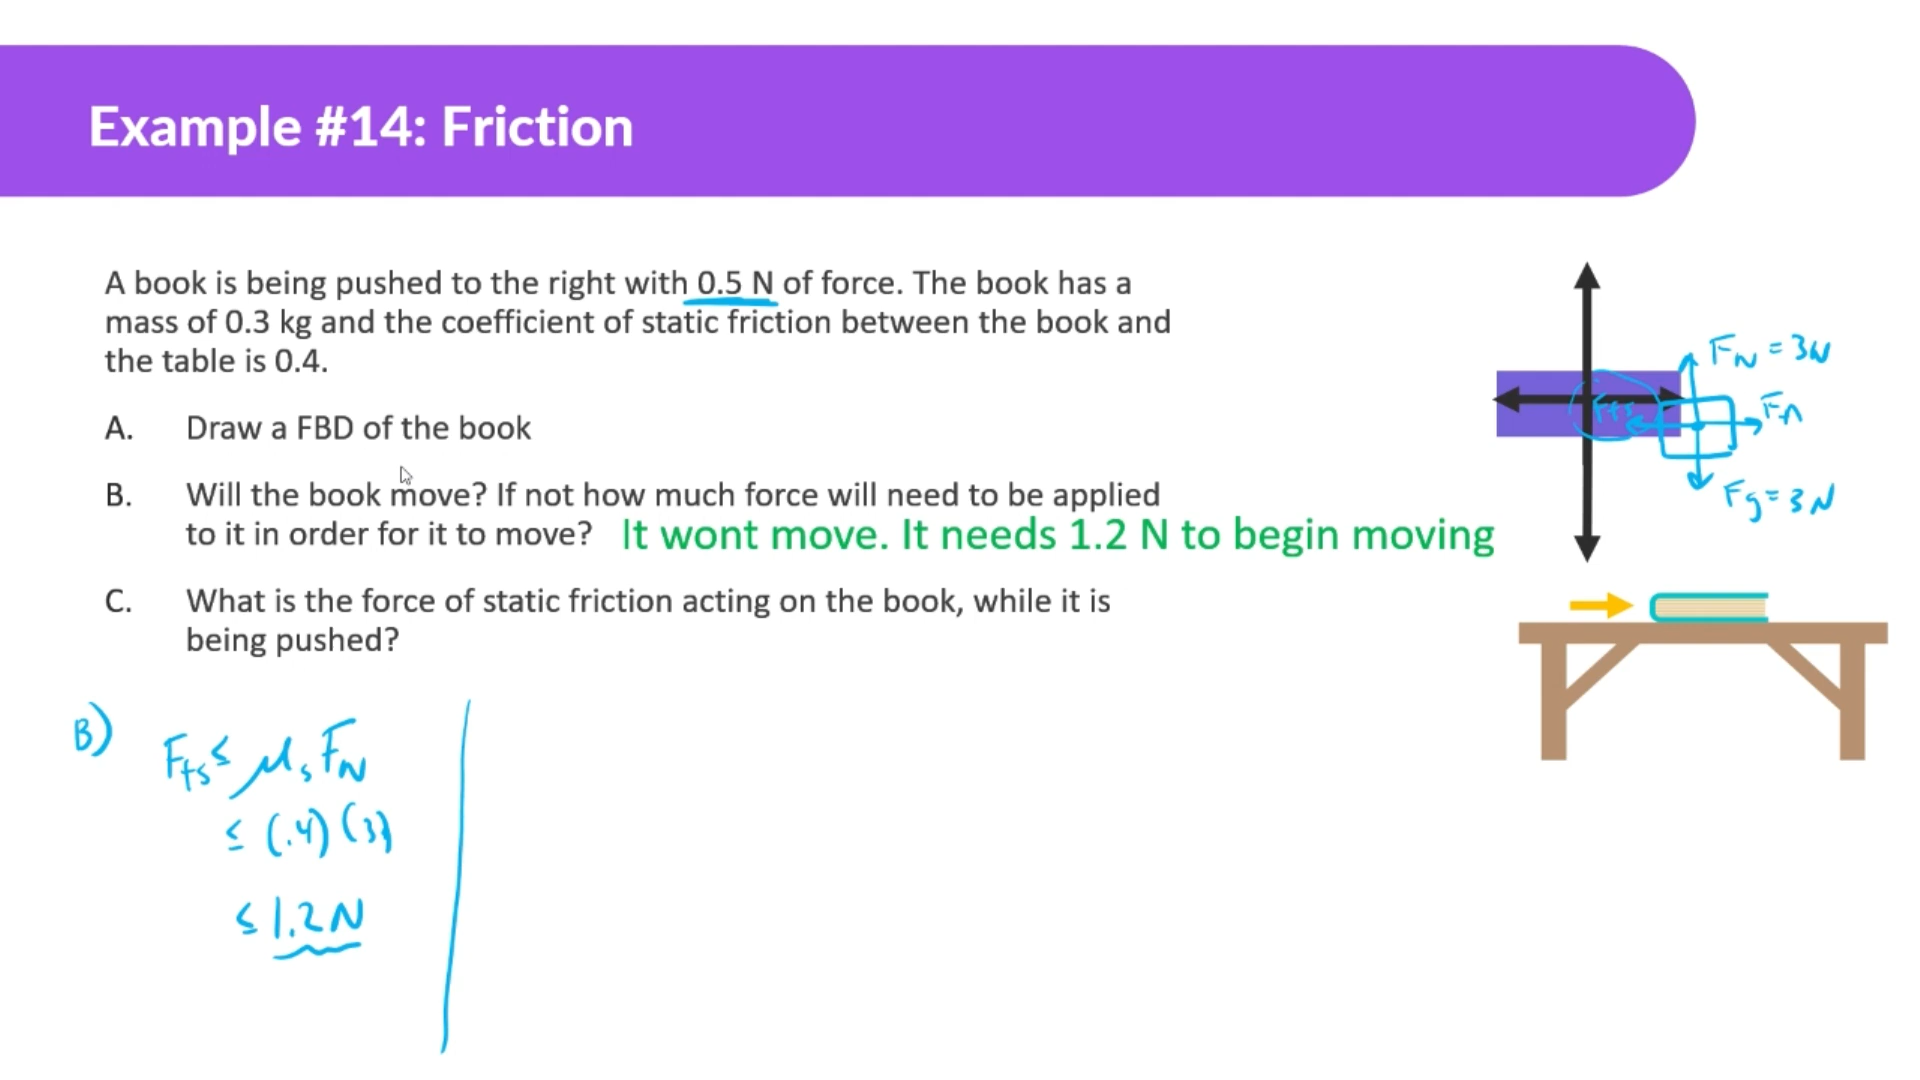 Example #14: Friction
A book is being pushed to the right with 0.5 N of force. The book has a
mass of 0.3 kg and the coefficient of static friction between the book and
the table is 0.4.
A. Draw a FBD of the book
B. Will the book move? If not how much force will need to be applied
to it in order for it to move? It wont move. It needs 1.2 N to begin moving
C. What is the force of static friction acting on the book, while it is
being pushed?
FN = 3N
Ffs
FA
Fg = 3N
B) Ffs ≤ μs FN
≤ (.4) (3)
≤ 1.2N